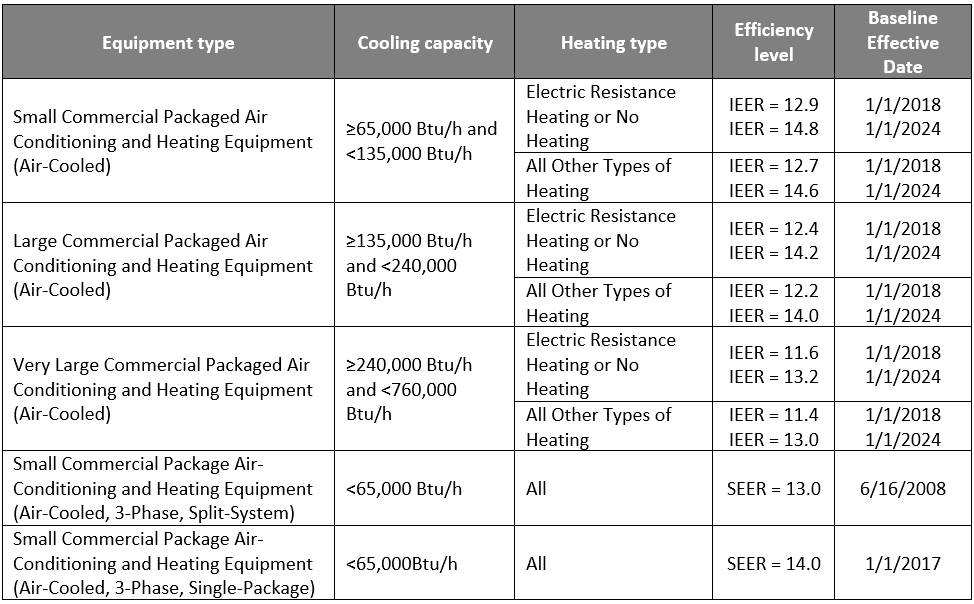 Equipment type
Cooling capacity
Heating type
Efficiency
level
Baseline
Effective
Date
Small Commercial Packaged Air
Conditioning and Heating Equipment
(Air-Cooled)
≥65,000 Btu/h and
<135,000 Btu/h
Electric Resistance
Heating or No
Heating
IEER = 12.9
IEER = 14.8
1/1/2018
1/1/2024
All Other Types of
Heating
IEER = 12.7
IEER = 14.6
1/1/2018
1/1/2024
Large Commercial Packaged Air
Conditioning and Heating Equipment
(Air-Cooled)
≥135,000 Btu/h
and <240,000
Btu/h
Electric Resistance
Heating or No
Heating
IEER = 12.4
IEER = 14.2
1/1/2018
1/1/2024
All Other Types of
Heating
IEER = 12.2
IEER = 14.0
1/1/2018
1/1/2024
Very Large Commercial Packaged Air
Conditioning and Heating Equipment
(Air-Cooled)
≥240,000 Btu/h
and <760,000
Btu/h
Electric Resistance
Heating or No
Heating
IEER = 11.6
IEER = 13.2
1/1/2018
1/1/2024
All Other Types of
Heating
IEER = 11.4
IEER = 13.0
1/1/2018
1/1/2024
Small Commercial Package Air-
Conditioning and Heating Equipment
(Air-Cooled, 3-Phase, Split-System)
<65,000 Btu/h
All
SEER = 13.0
6/16/2008
Small Commercial Package Air-
Conditioning and Heating Equipment
(Air-Cooled, 3-Phase, Single-Package)
<65,000Btu/h
All
SEER = 14.0
1/1/2017